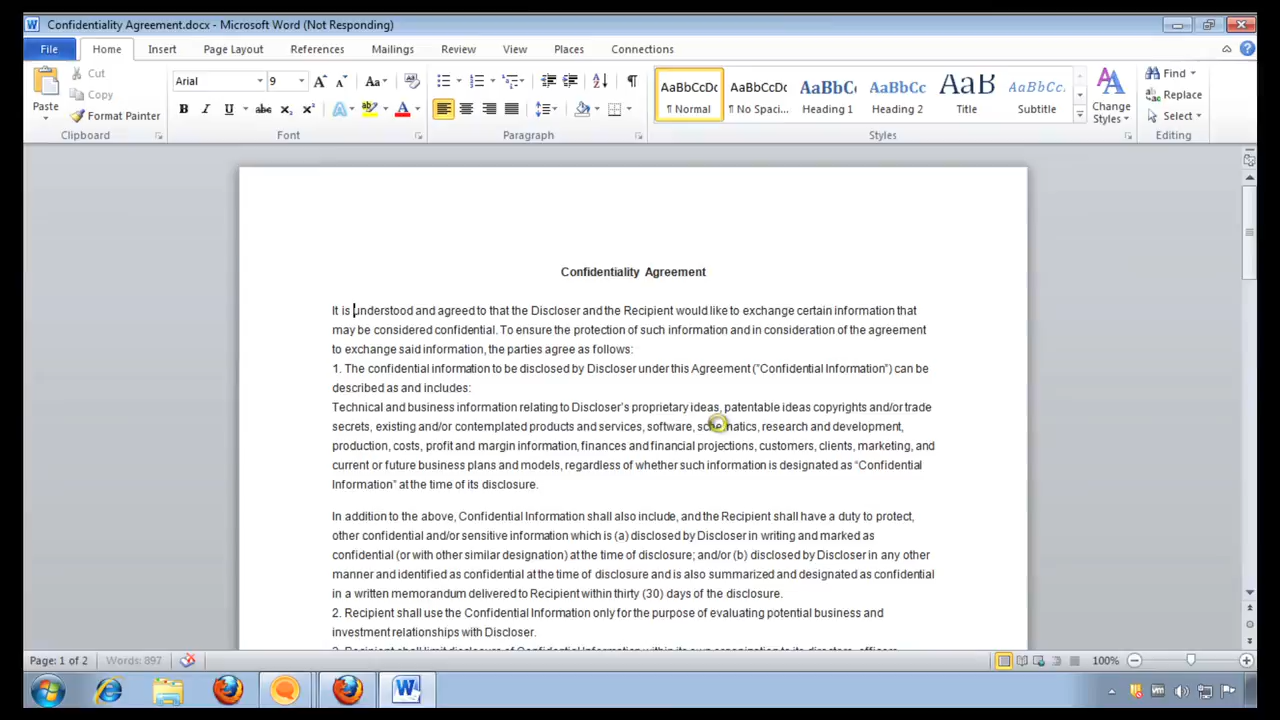 Confidentiality Agreement.docx - Microsoft Word (Not Responding)
File Home Insert Page Layout References Mailings Review View Places Connections
Paste
Cut
Copy
Format Painter
Clipboard
Arial 9
Font
Paragraph
AaBbCcDc AaBbCcDc AaBbC AaBbCc AaB AaBbCc.
¶ Normal ¶ No Spaci... Heading 1 Heading 2 Title Subtitle
Change Styles
Styles
Find
Replace
Select
Editing
Confidentiality Agreement
It is understood and agreed to that the Discloser and the Recipient would like to exchange certain information that
may be considered confidential. To ensure the protection of such information and in consideration of the agreement
to exchange said information, the parties agree as follows:
1. The confidential information to be disclosed by Discloser under this Agreement ("Confidential Information") can be
described as and includes:
Technical and business information relating to Discloser's proprietary ideas, patentable ideas copyrights and/or trade
secrets, existing and/or contemplated products and services, software, schematics, research and development,
production, costs, profit and margin information, finances and financial projections, customers, clients, marketing, and
current or future business plans and models, regardless of whether such information is designated as "Confidential
Information" at the time of its disclosure.
In addition to the above, Confidential Information shall also include, and the Recipient shall have a duty to protect,
other confidential and/or sensitive information which is (a) disclosed by Discloser in writing and marked as
confidential (or with other similar designation) at the time of disclosure; and/or (b) disclosed by Discloser in any other
manner and identified as confidential at the time of disclosure and is also summarized and designated as confidential
in a written memorandum delivered to Recipient within thirty (30) days of the disclosure.
2. Recipient shall use the Confidential Information only for the purpose of evaluating potential business and
investment relationships with Discloser.
Page: 1 of 2 Words: 897 100%